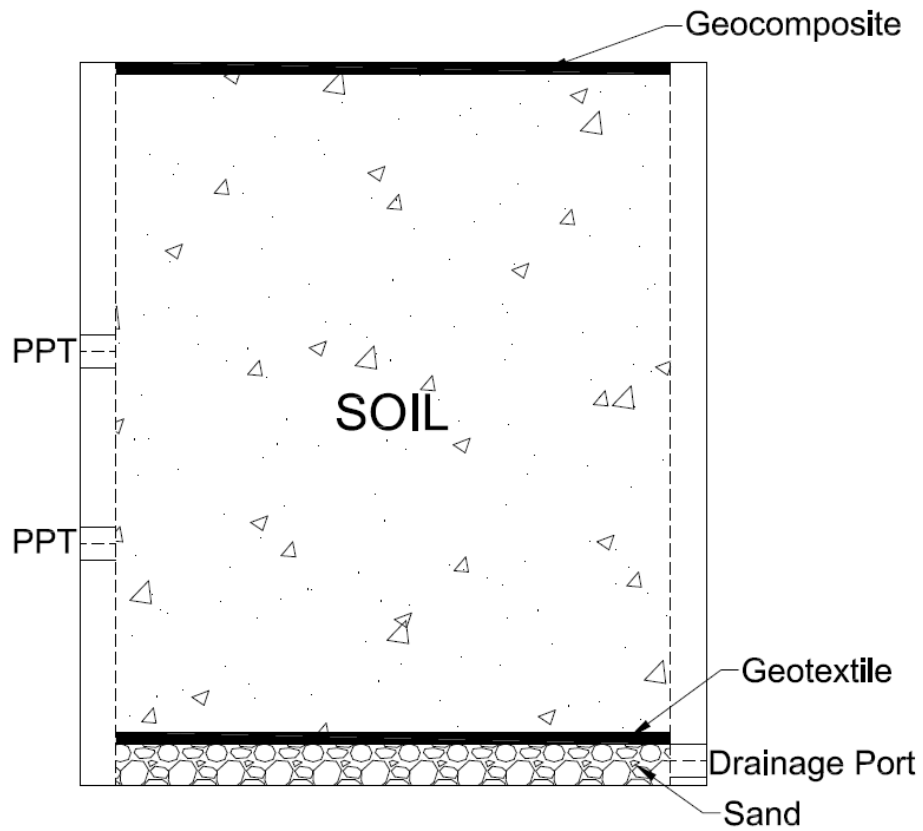 Geocomposite
PPT
SOIL
PPT
Geotextile
Drainage Port
Sand